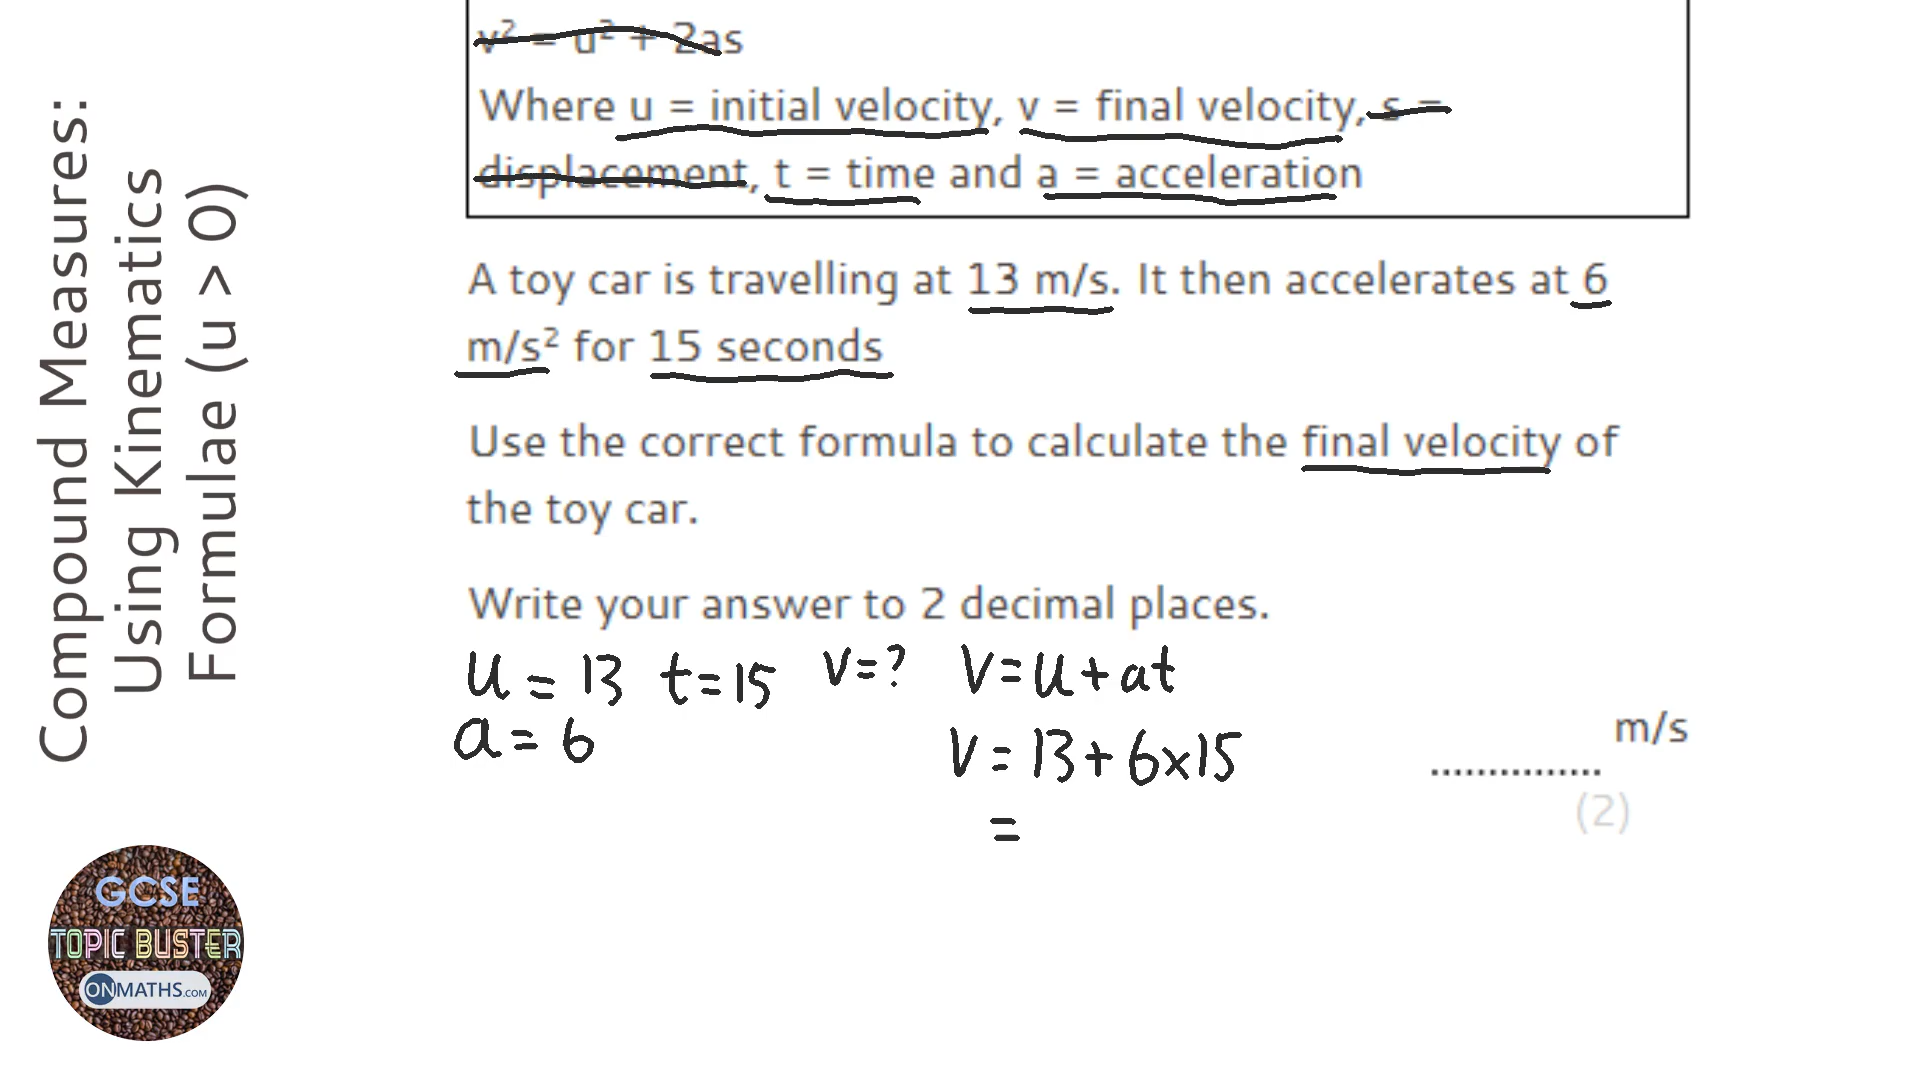 Compound Measures:
Using Kinematics
Formulae (u > 0)
v² = u² + 2as
Where u = initial velocity, v = final velocity, s =
displacement, t = time and a = acceleration
A toy car is travelling at 13 m/s. It then accelerates at 6
m/s² for 15 seconds
Use the correct formula to calculate the final velocity of
the toy car.
Write your answer to 2 decimal places.
u = 13 t=15 v=? V=u+at
a = 6
V = 13+6×15
=
............... m/s
(2)
GCSE
TOPIC BUSTER
ONMATHS.COM